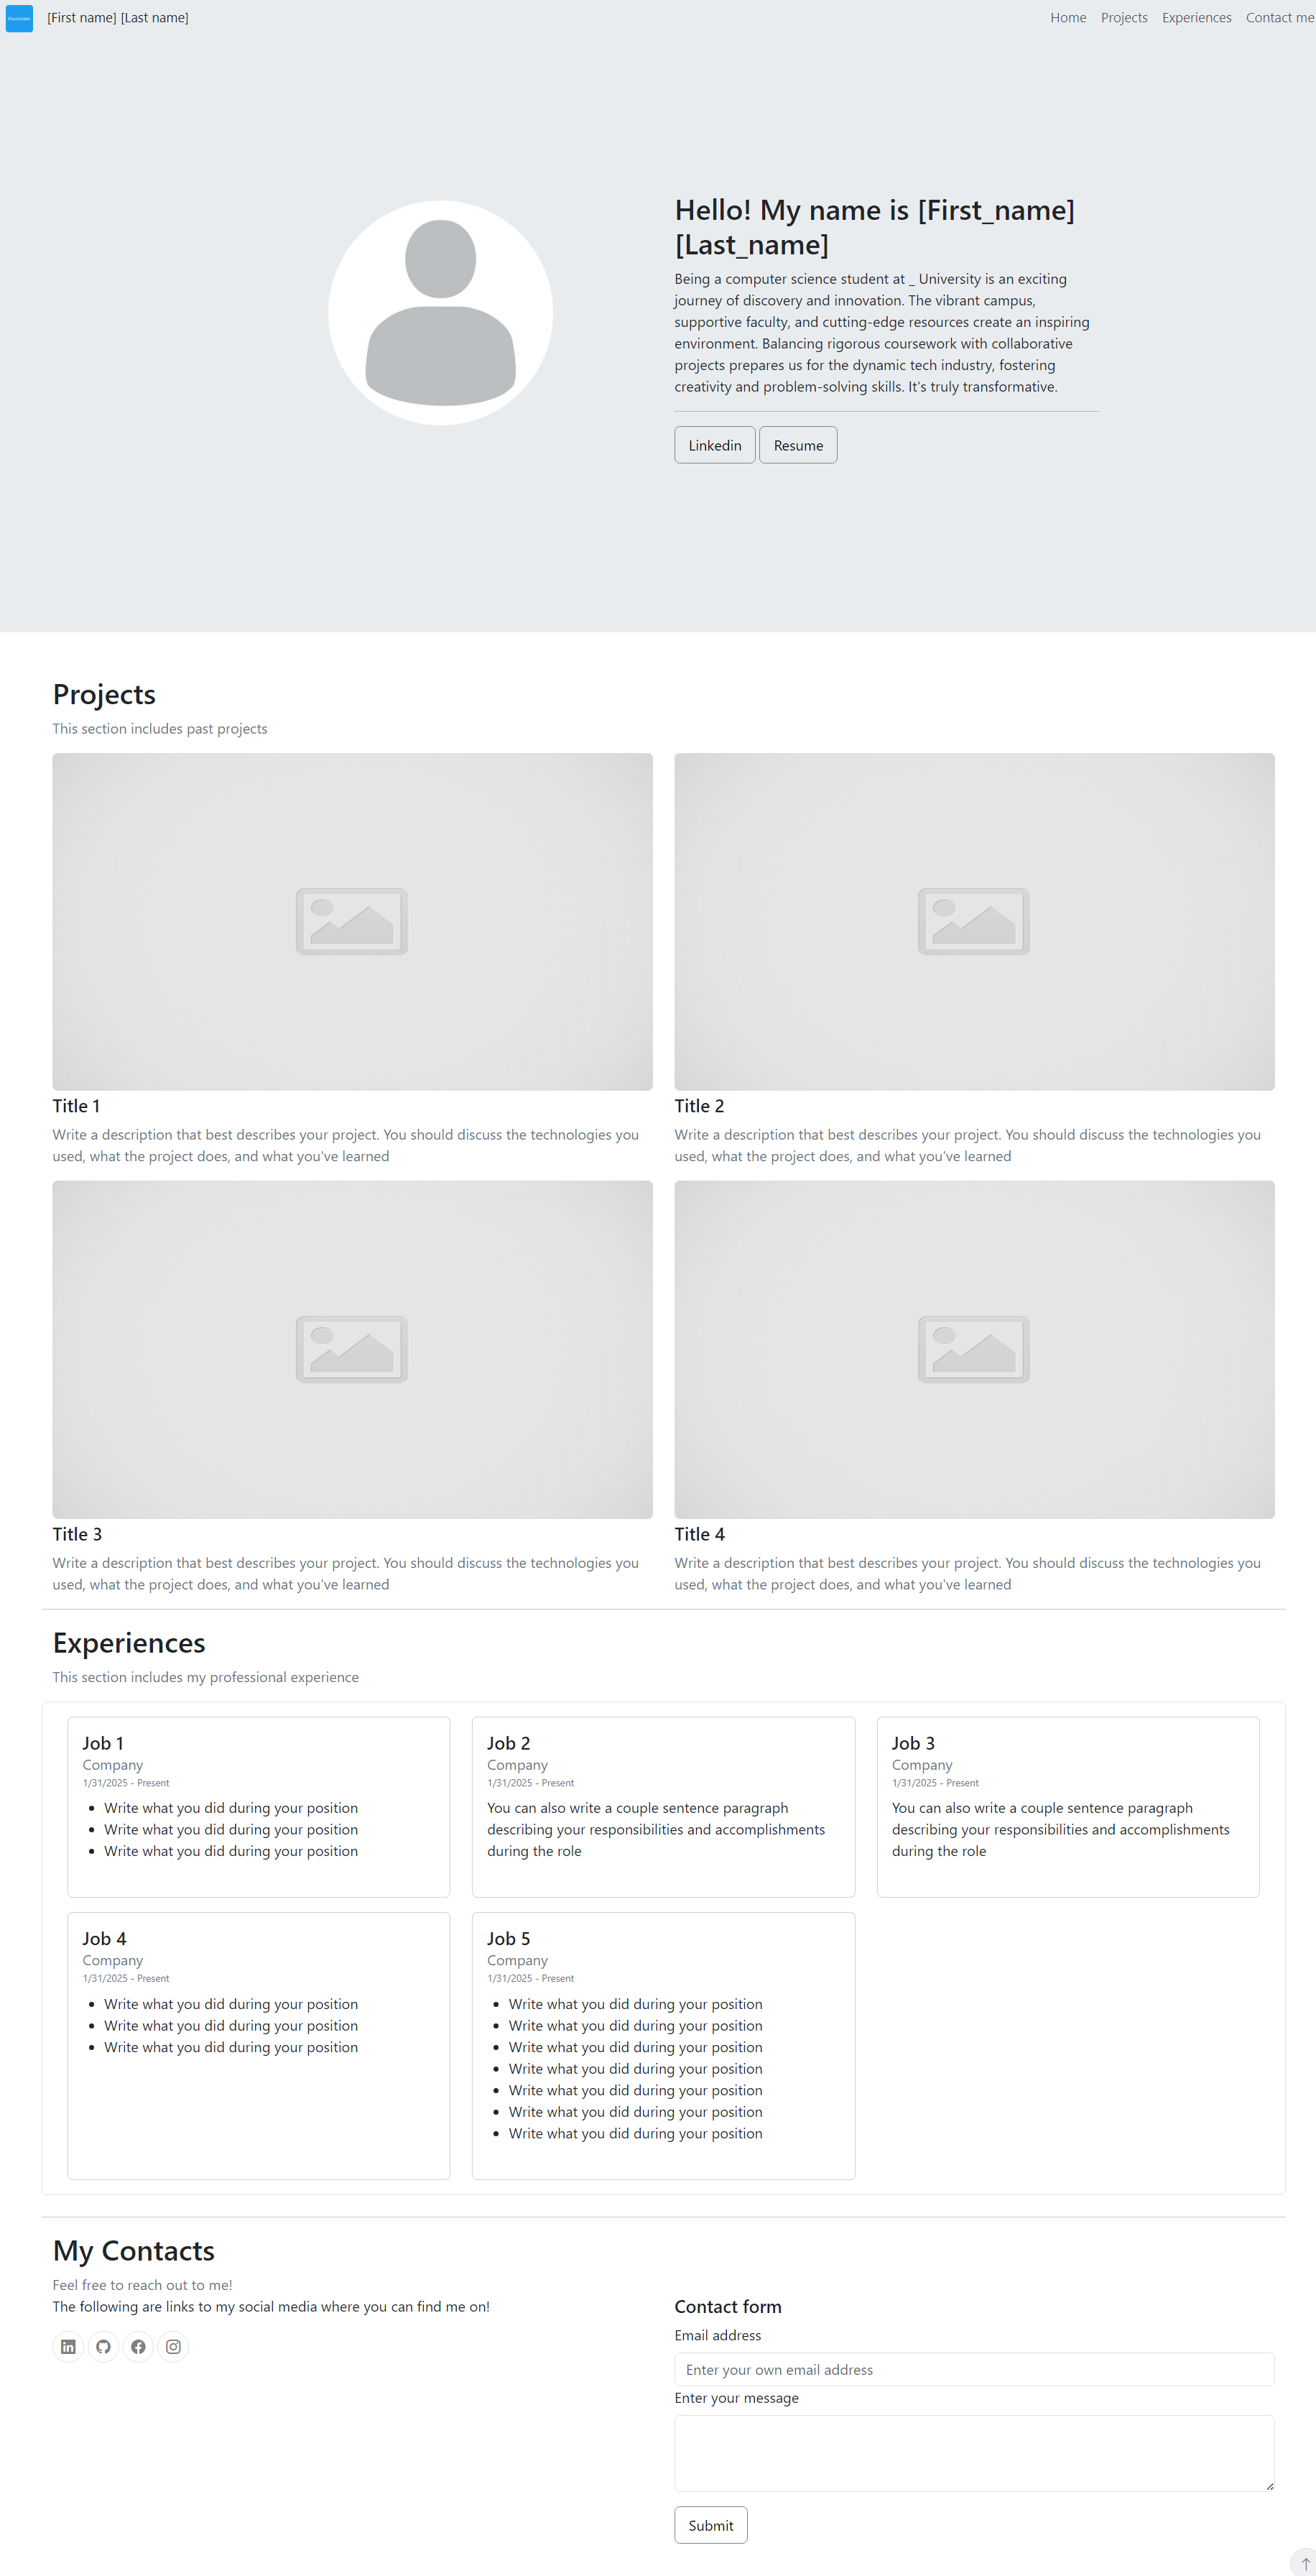 Placeholder
[First name] [Last name]
Home
Projects
Experiences
Contact me
Hello! My name is [First_name]
[Last_name]
Being a computer science student at _ University is an exciting
journey of discovery and innovation. The vibrant campus,
supportive faculty, and cutting-edge resources create an inspiring
environment. Balancing rigorous coursework with collaborative
projects prepares us for the dynamic tech industry, fostering
creativity and problem-solving skills. It's truly transformative.
Linkedin
Resume
Projects
This section includes past projects
Title 1
Write a description that best describes your project. You should discuss the technologies you
used, what the project does, and what you've learned
Title 2
Write a description that best describes your project. You should discuss the technologies you
used, what the project does, and what you've learned
Title 3
Write a description that best describes your project. You should discuss the technologies you
used, what the project does, and what you've learned
Title 4
Write a description that best describes your project. You should discuss the technologies you
used, what the project does, and what you've learned
Experiences
This section includes my professional experience
Job 1
Company
1/31/2025 - Present
• Write what you did during your position
• Write what you did during your position
• Write what you did during your position
Job 2
Company
1/31/2025 - Present
You can also write a couple sentence paragraph
describing your responsibilities and accomplishments
during the role
Job 3
Company
1/31/2025 - Present
You can also write a couple sentence paragraph
describing your responsibilities and accomplishments
during the role
Job 4
Company
1/31/2025 - Present
• Write what you did during your position
• Write what you did during your position
• Write what you did during your position
Job 5
Company
1/31/2025 - Present
• Write what you did during your position
• Write what you did during your position
• Write what you did during your position
• Write what you did during your position
• Write what you did during your position
• Write what you did during your position
• Write what you did during your position
My Contacts
Feel free to reach out to me!
The following are links to my social media where you can find me on!
Contact form
Email address
Enter your own email address
Enter your message
Submit